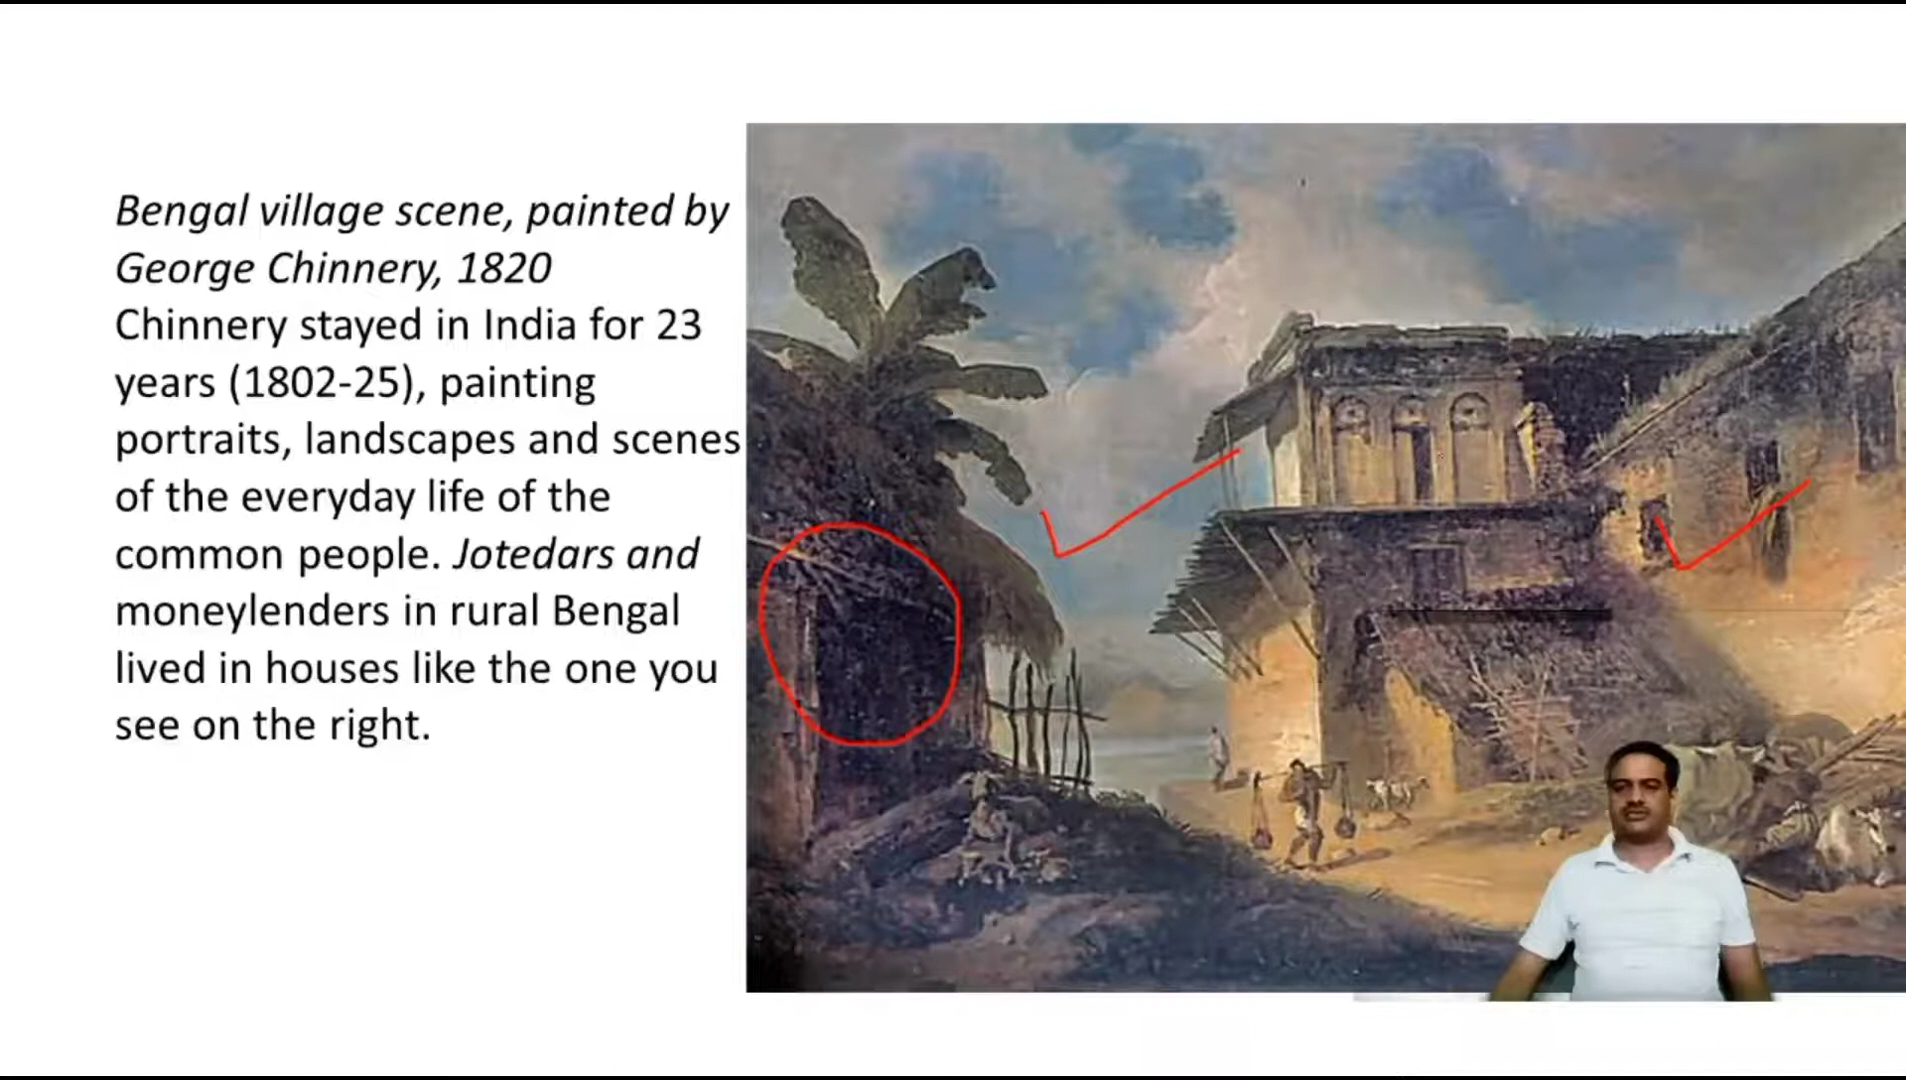 Bengal village scene, painted by
George Chinnery, 1820
Chinnery stayed in India for 23
years (1802-25), painting
portraits, landscapes and scenes
of the everyday life of the
common people. Jotedars and
moneylenders in rural Bengal
lived in houses like the one you
see on the right.